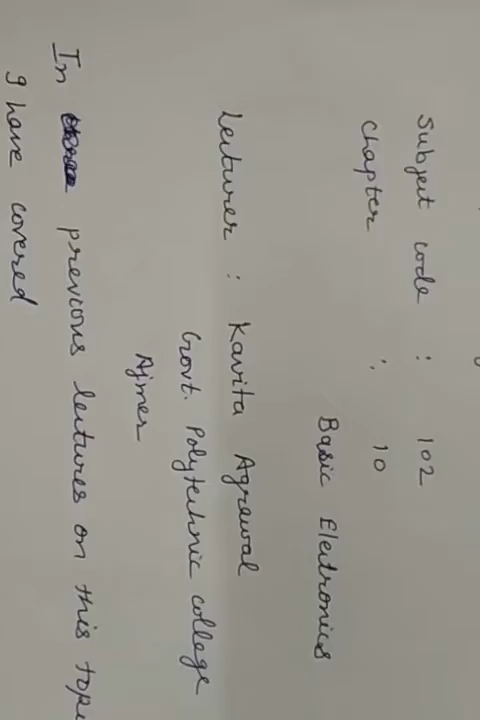 Subject code : 102
Chapter : 10
Basic Electronics
Lecturer : Kavita Agrawal
Govt. Polytechnic college
Ajmer
In previous lectures on this
I have covered